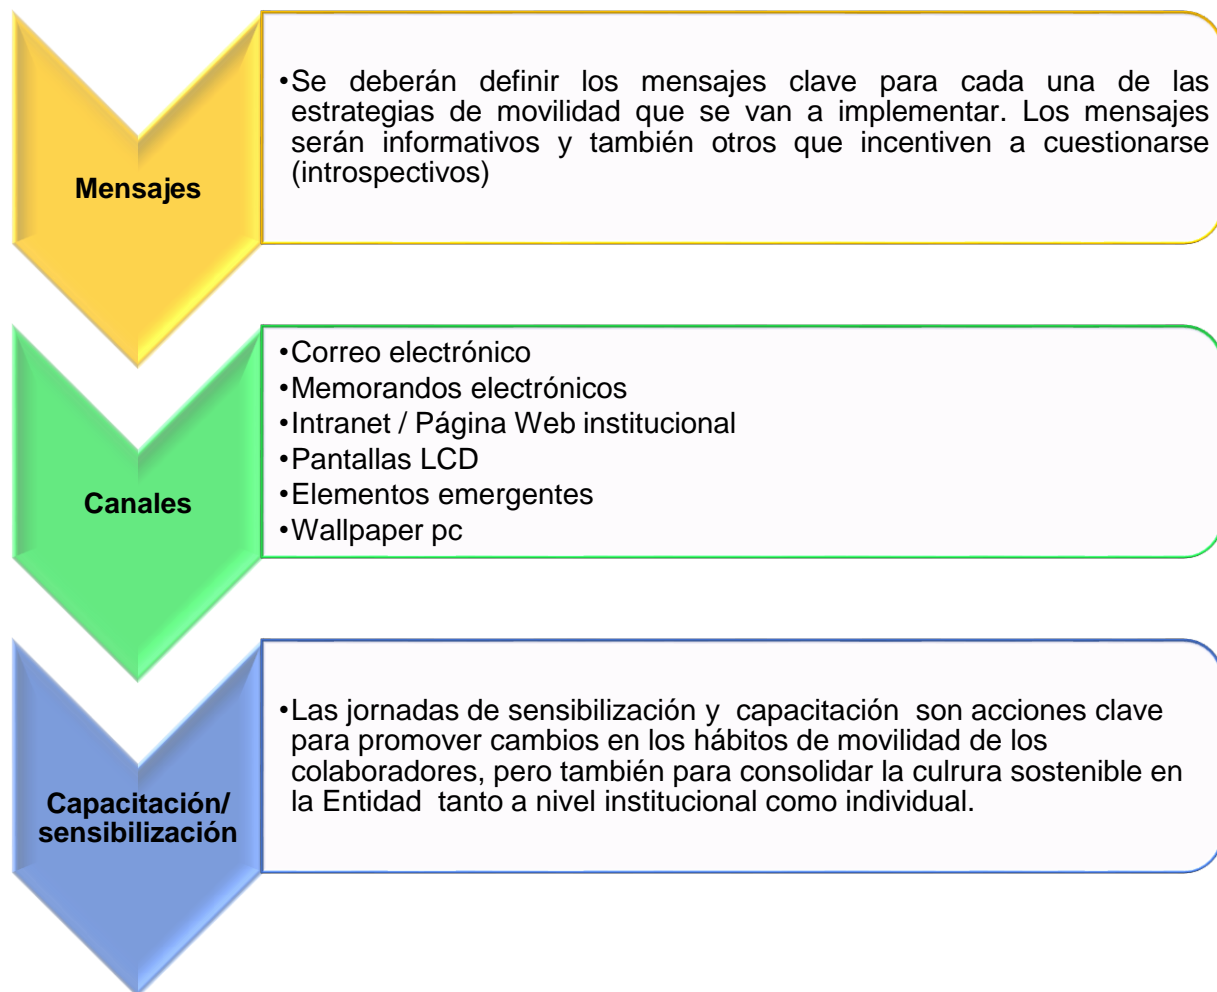 Mensajes
•Se deberán definir los mensajes clave para cada una de las
estrategias de movilidad que se van a implementar. Los mensajes
serán informativos y también otros que incentiven a cuestionarse
(introspectivos)
Canales
•Correo electrónico
•Memorandos electrónicos
•Intranet / Página Web institucional
•Pantallas LCD
•Elementos emergentes
•Wallpaper pc
Capacitación/
sensibilización
•Las jornadas de sensibilización y capacitación son acciones clave
para promover cambios en los hábitos de movilidad de los
colaboradores, pero también para consolidar la culrura sostenible en
la Entidad tanto a nivel institucional como individual.